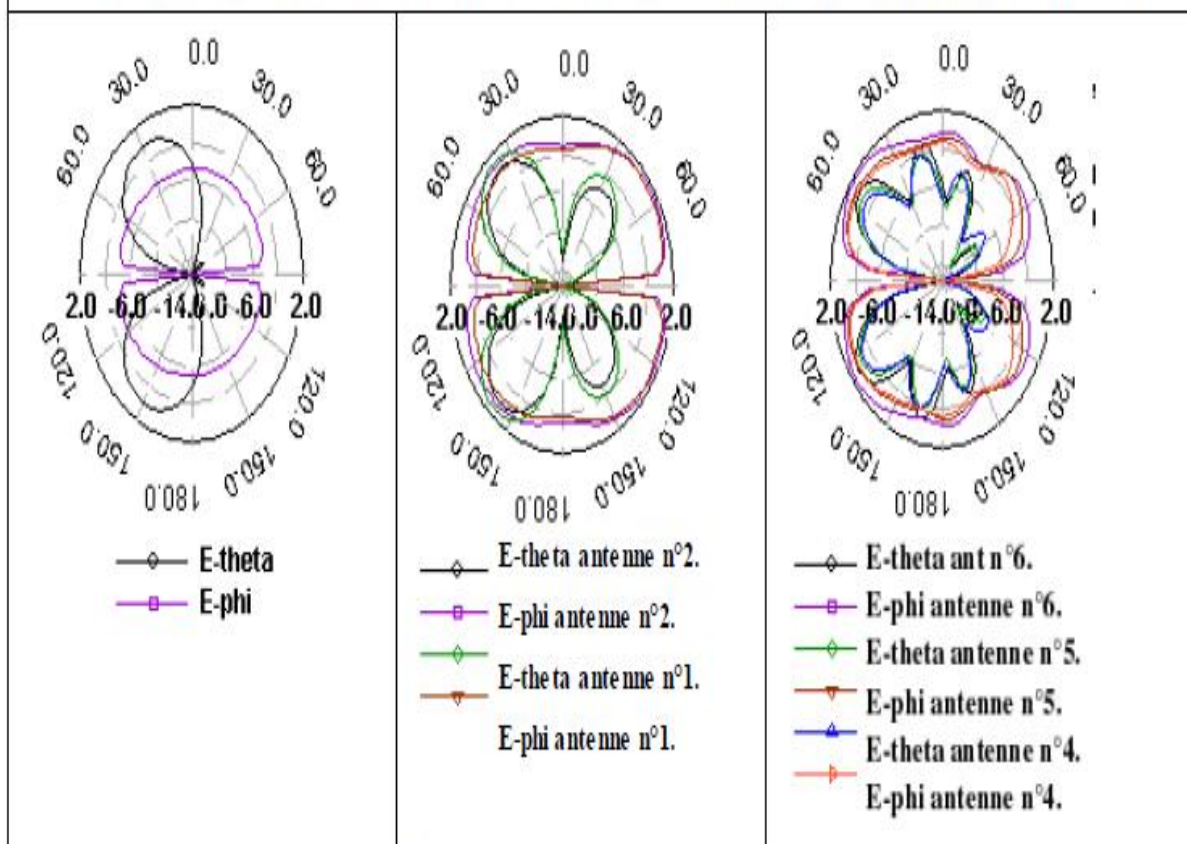 0.0
30.0 30.0
60.0 60.0
2.0 -6.0 -14.0 -6.0 2.0
120.0 120.0
150.0 150.0
180.0
E-theta
E-phi
0.0
30.0 30.0
60.0 60.0
2.0 -6.0 -14.0 6.0 2.0
120.0 120.0
150.0 150.0
180.0
E-theta antenne n°2.
E-phi antenne n°2.
E-theta antenne n°1.
E-phi antenne n°1.
0.0
30.0 30.0
60.0 60.0
2.0 -6.0 -14.0 -6.0 2.0
120.0 120.0
150.0 150.0
180.0
E-theta ant n°6.
E-phi antenne n°6.
E-theta antenne n°5.
E-phi antenne n°5.
E-theta antenne n°4.
E-phi antenne n°4.